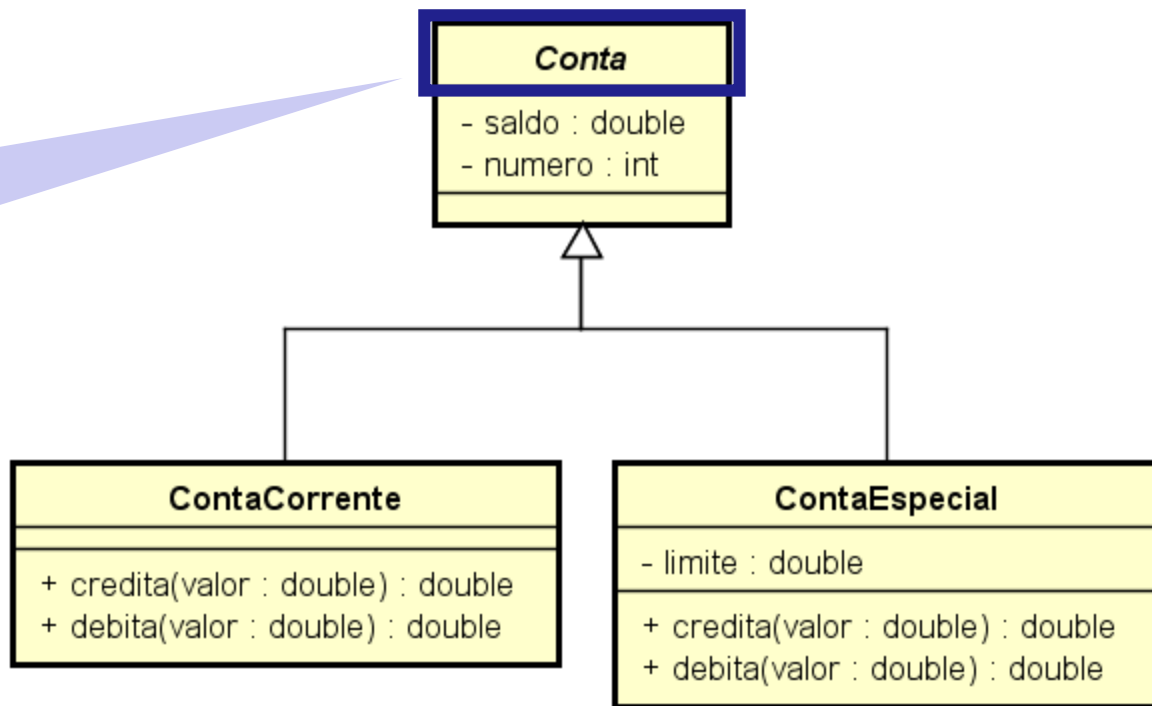 Conta
- saldo : double
- numero : int
ContaCorrente
+ credita(valor : double) : double
+ debita(valor : double) : double
ContaEspecial
- limite : double
+ credita(valor : double) : double
+ debita(valor : double) : double